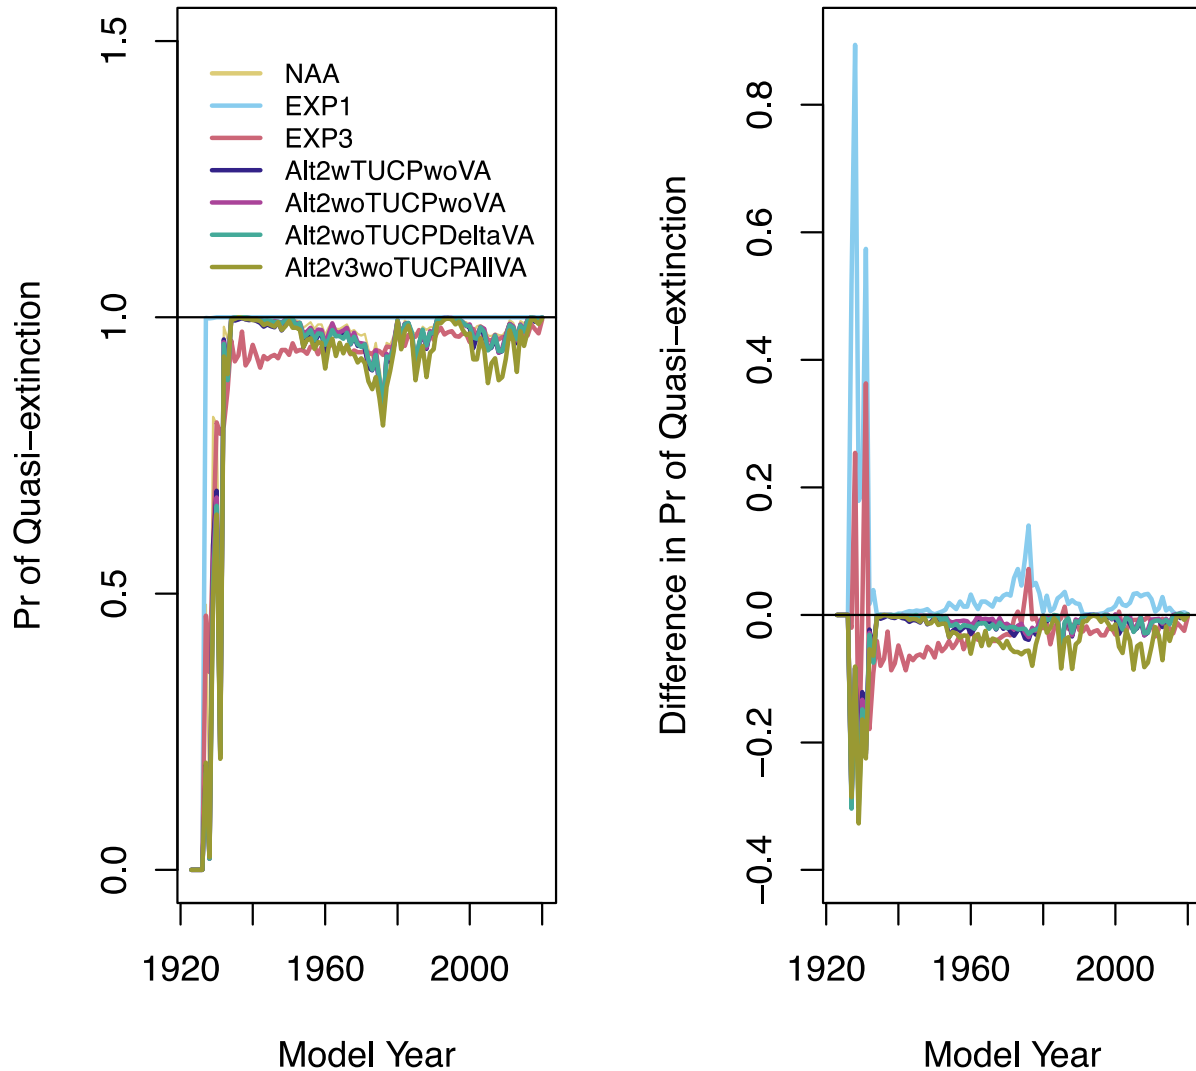 Pr of Quasi−extinction
1.5
1.0
0.5
0.0
NAA
EXP1
EXP3
Alt2wTUCPwoVA
Alt2woTUCPwoVA
Alt2woTUCPDeltaVA
Alt2v3woTUCPAllVA
1920
1960
2000
Model Year
Difference in Pr of Quasi−extinction
0.8
0.6
0.4
0.2
0.0
−0.2
−0.4
1920
1960
2000
Model Year